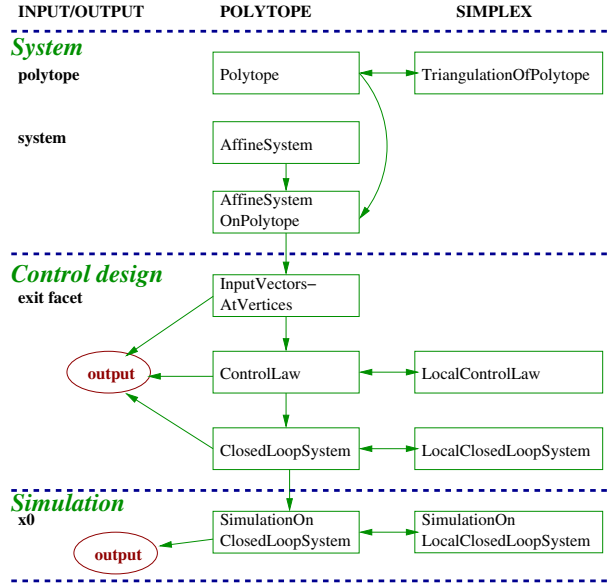 INPUT/OUTPUT POLYTOPE SIMPLEX
System
polytope Polytope TriangulationOfPolytope
system AffineSystem
AffineSystem
OnPolytope
Control design
exit facet InputVectors−
AtVertices
output ControlLaw LocalControlLaw
ClosedLoopSystem LocalClosedLoopSystem
Simulation
x0 SimulationOn SimulationOn
output ClosedLoopSystem LocalClosedLoopSystem